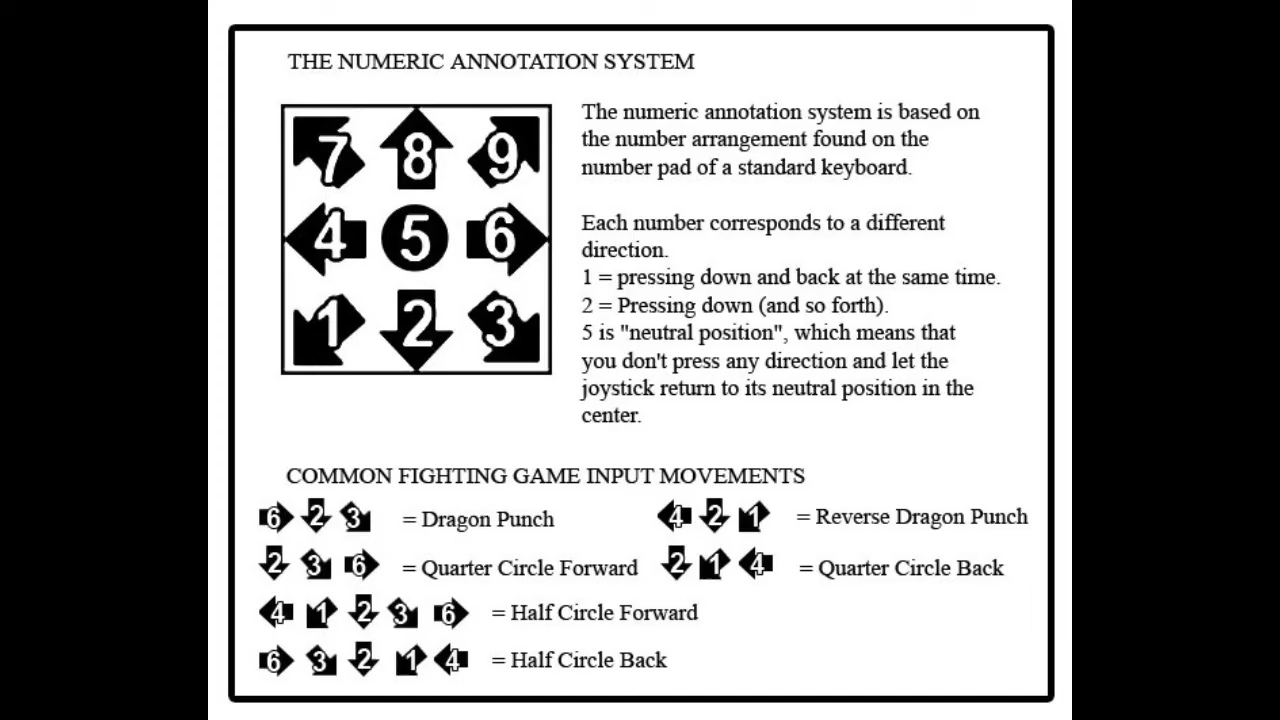 THE NUMERIC ANNOTATION SYSTEM
7 8 9
4 5 6
1 2 3
The numeric annotation system is based on
the number arrangement found on the
number pad of a standard keyboard.
Each number corresponds to a different
direction.
1 = pressing down and back at the same time.
2 = Pressing down (and so forth).
5 is "neutral position", which means that
you don't press any direction and let the
joystick return to its neutral position in the
center.
COMMON FIGHTING GAME INPUT MOVEMENTS
6 2 3 = Dragon Punch
4 2 1 = Reverse Dragon Punch
2 3 6 = Quarter Circle Forward
2 1 4 = Quarter Circle Back
4 1 2 3 6 = Half Circle Forward
6 3 2 1 4 = Half Circle Back